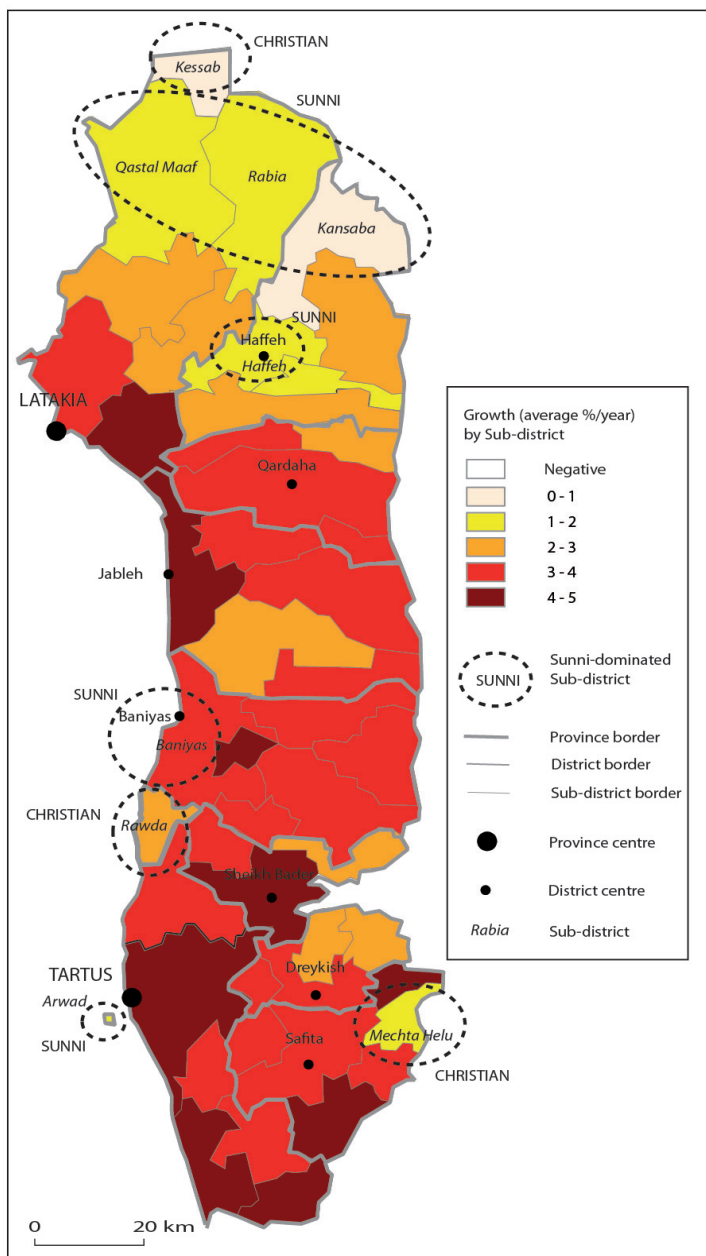 CHRISTIAN
Kessab
SUNNI
Qastal Maaf
Rabia
Kansaba
SUNNI
Haffeh
Haffeh
LATAKIA
Qardaha
Jableh
SUNNI
Baniyas
Baniyas
CHRISTIAN
Rawda
Sheikh Bader
TARTUS
Dreykish
Arwad
SUNNI
Safita
Mechta Helu
CHRISTIAN
0 20 km
Growth (average %/year)
by Sub-district
Negative
0 - 1
1 - 2
2 - 3
3 - 4
4 - 5
SUNNI
Sunni-dominated
Sub-district
Province border
District border
Sub-district border
Province centre
District centre
Rabia
Sub-district